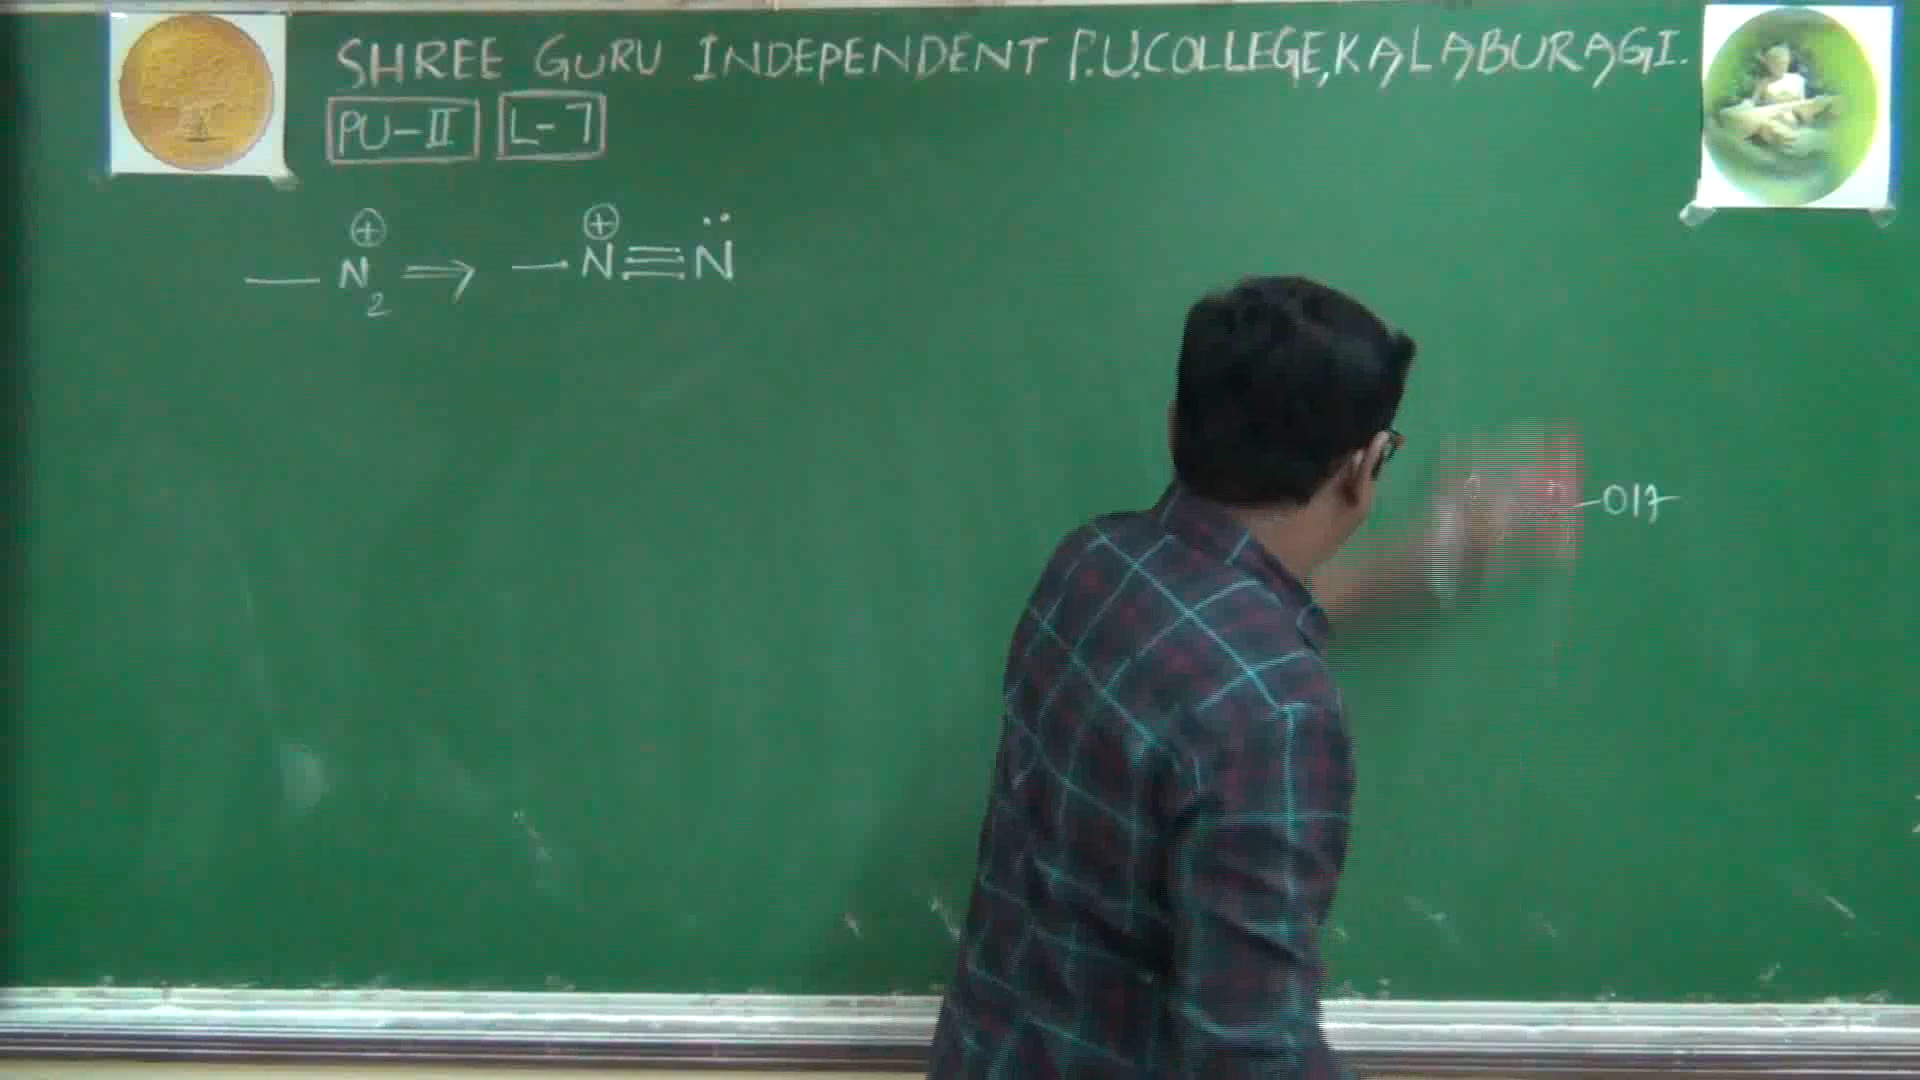 SHREE GURU INDEPENDENT P.U.COLLEGE,KALABURAGI.
PU-II L-7
—N₂⊕ ⇒ —N⊕≡N̈